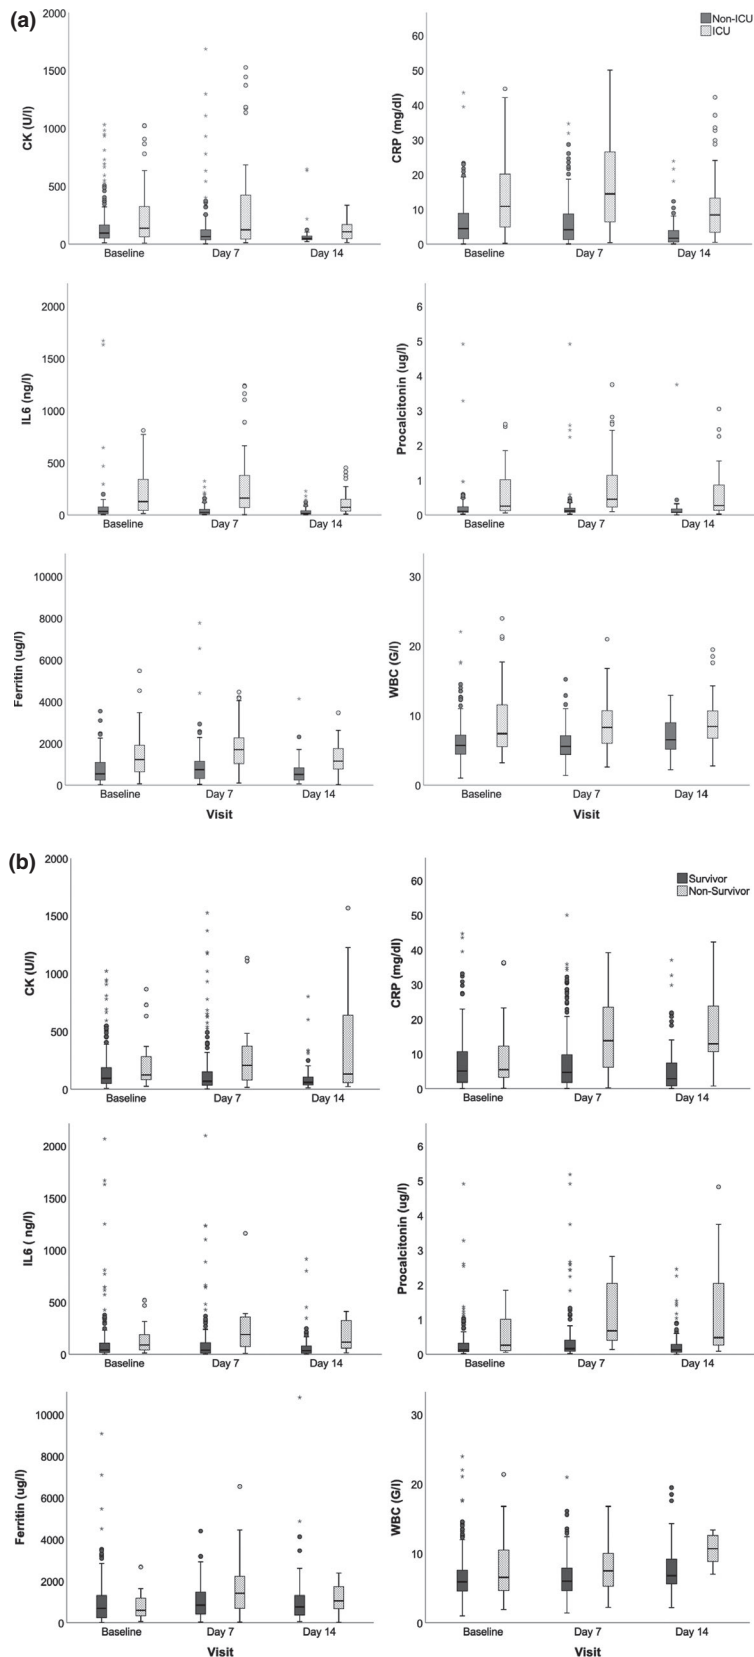 (a)
2000
1500
1000
500
0
CK (U/l)
Baseline
Day 7
Day 14
60
50
40
30
20
10
0
CRP (mg/dl)
Baseline
Day 7
Day 14
Non-ICU
ICU
2000
1500
1000
500
0
IL6 (ng/l)
Baseline
Day 7
Day 14
6
5
4
3
2
1
0
Procalcitonin (ug/l)
Baseline
Day 7
Day 14
10000
8000
6000
4000
2000
0
Ferritin (ug/l)
Baseline
Day 7
Day 14
Visit
30
20
10
0
WBC (G/l)
Baseline
Day 7
Day 14
Visit
(b)
2000
1500
1000
500
0
CK (U/l)
Baseline
Day 7
Day 14
60
50
40
30
20
10
0
CRP (mg/dl)
Baseline
Day 7
Day 14
Survivor
Non-Survivor
2000
1500
1000
500
0
IL6 ( ng/l)
Baseline
Day 7
Day 14
6
5
4
3
2
1
0
Procalcitonin (ug/l)
Baseline
Day 7
Day 14
10000
8000
6000
4000
2000
0
Ferritin (ug/l)
Baseline
Day 7
Day 14
Visit
30
20
10
0
WBC (G/l)
Baseline
Day 7
Day 14
Visit